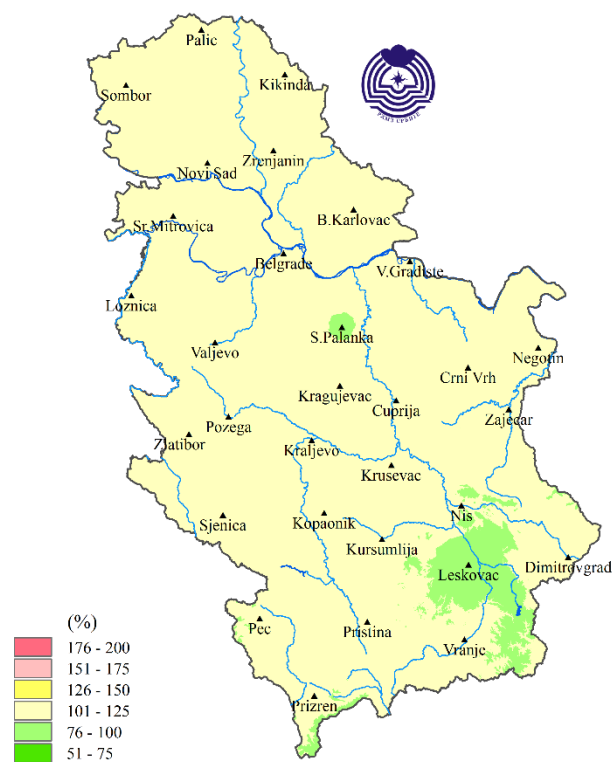 Palic
Kikinda
Sombor
Zrenjanin
Novi Sad
Sr.Mitrovica
B.Karlovac
Belgrade
V.Gradiste
Loznica
S.Palanka
Valjevo
Negotin
Crni Vrh
Kragujevac
Cuprija
Zajecar
Pozega
Zlatibor
Kraljevo
Krusevac
Nis
Sjenica
Kopaonik
Kursumlija
Leskovac
Dimitrovgrad
Pec
Pristina
Vranje
Prizren
(%)
176 - 200
151 - 175
126 - 150
101 - 125
76 - 100
51 - 75